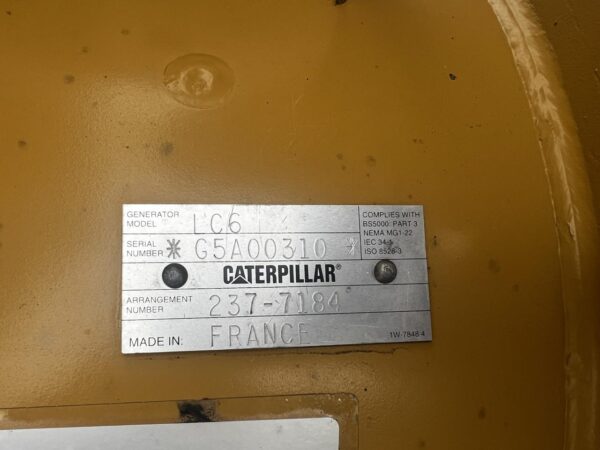 GENERATOR MODEL LC6
COMPLIES WITH
BS5000: PART 3
NEMA MG1-22
IEC 34-1
ISO 8528-3
SERIAL NUMBER *G5A00310*
CATERPILLAR®
ARRANGEMENT NUMBER 237-7184
MADE IN: FRANCE
TW-7848 4